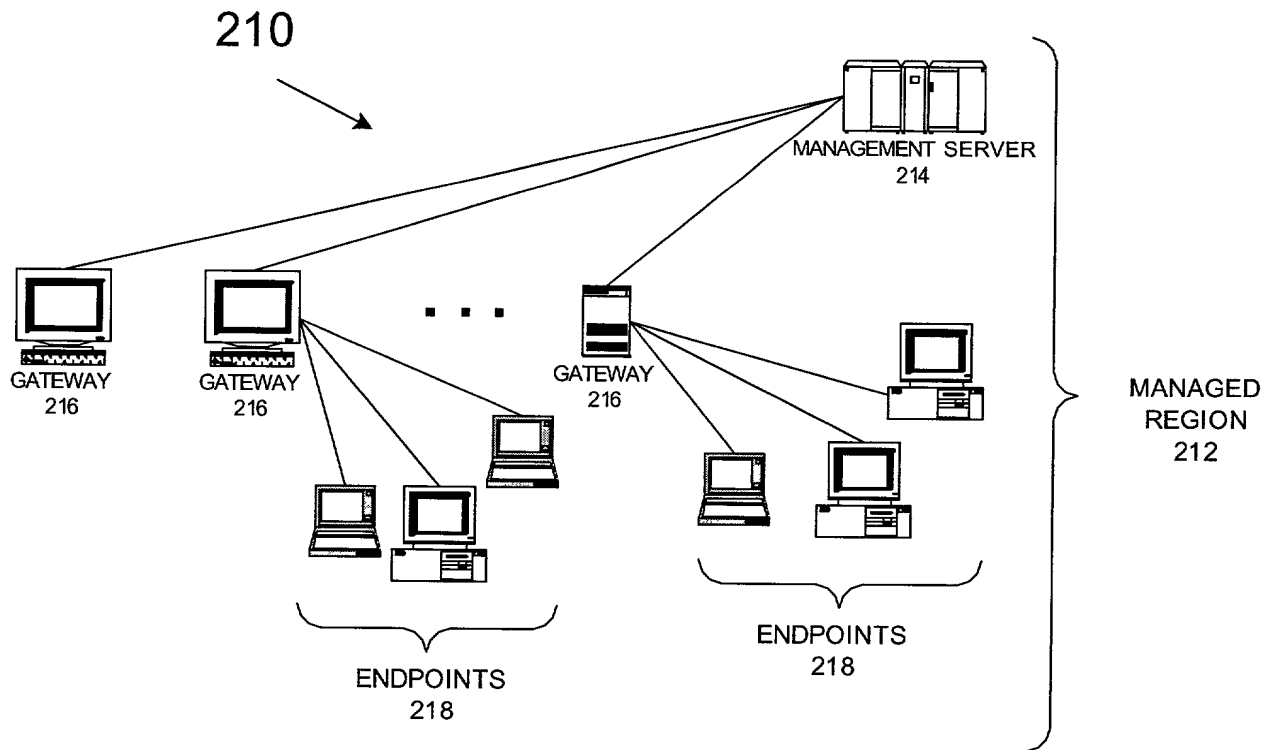 210
MANAGEMENT SERVER
214
GATEWAY
216
GATEWAY
216
GATEWAY
216
MANAGED
REGION
212
ENDPOINTS
218
ENDPOINTS
218